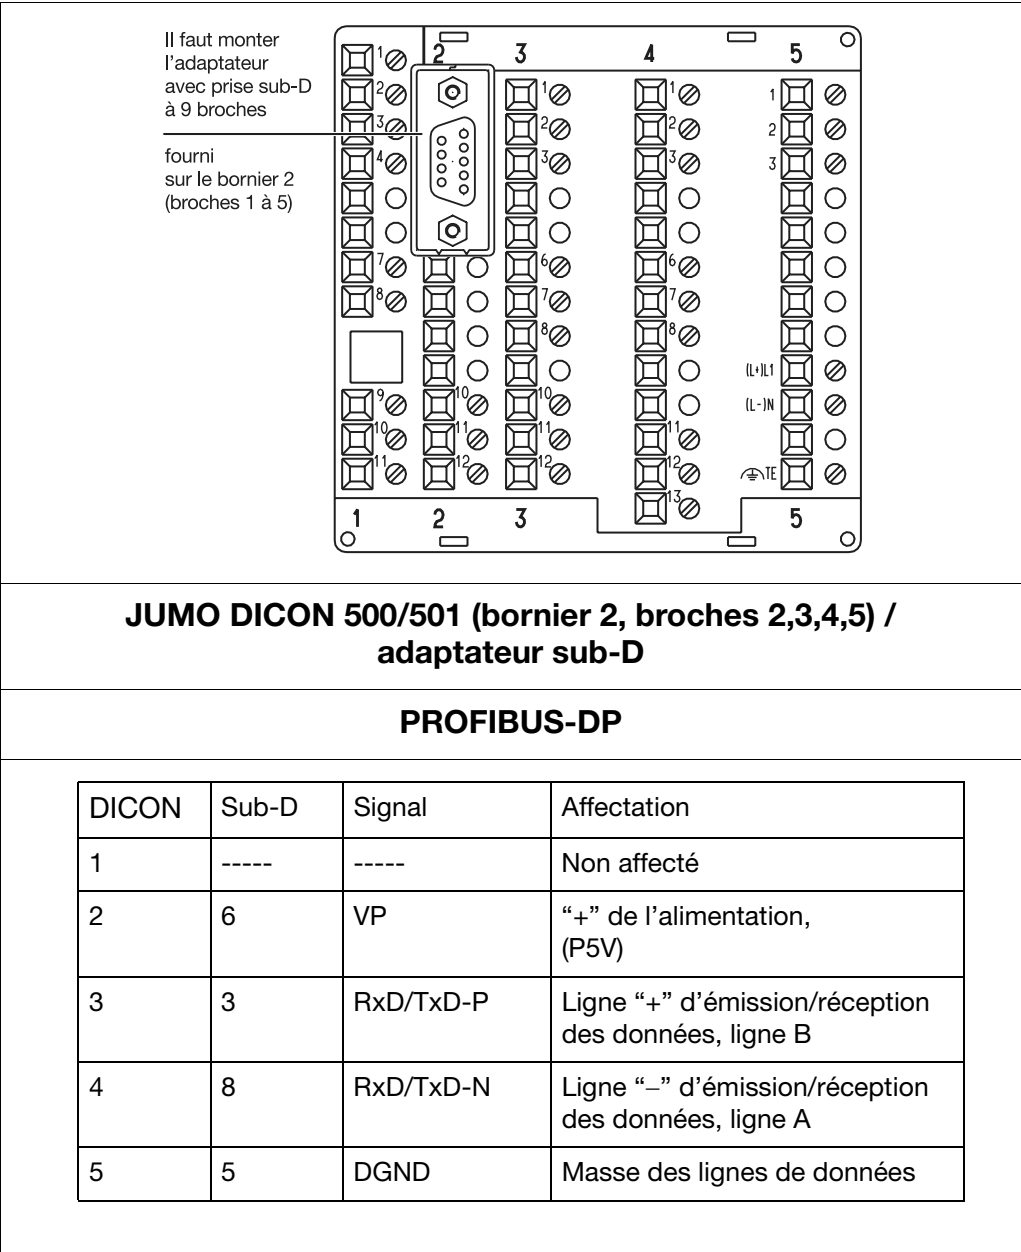 Il faut monter
l’adaptateur
avec prise sub-D
à 9 broches
fourni
sur le bornier 2
(broches 1 à 5)
2 3 4 5
1
2 1 1 1
3 2 2 2
4 3 3 3
7 6 6
8 7 7
8 8
(L+)L1
9 10 10 (L-)N
10 11 11 11
11 12 12 12 TE
13
1 2 3 5
JUMO DICON 500/501 (bornier 2, broches 2,3,4,5) /
adaptateur sub-D
PROFIBUS-DP
DICON Sub-D Signal Affectation
1 ----- ----- Non affecté
2 6 VP “+” de l’alimentation,
(P5V)
3 3 RxD/TxD-P Ligne “+” d’émission/réception
des données, ligne B
4 8 RxD/TxD-N Ligne “–” d’émission/réception
des données, ligne A
5 5 DGND Masse des lignes de données